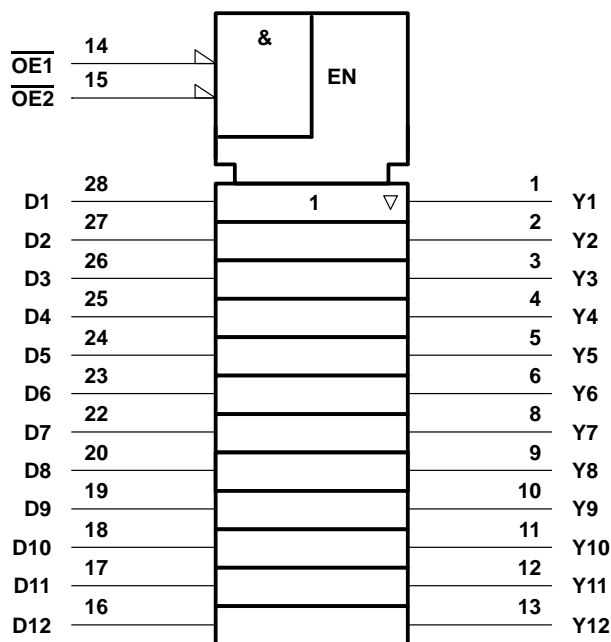 &
14
OE1
EN
15
OE2
28 1
D1 1 ▽ Y1
27 2
D2 Y2
26 3
D3 Y3
25 4
D4 Y4
24 5
D5 Y5
23 6
D6 Y6
22 8
D7 Y7
20 9
D8 Y8
19 10
D9 Y9
18 11
D10 Y10
17 12
D11 Y11
16 13
D12 Y12